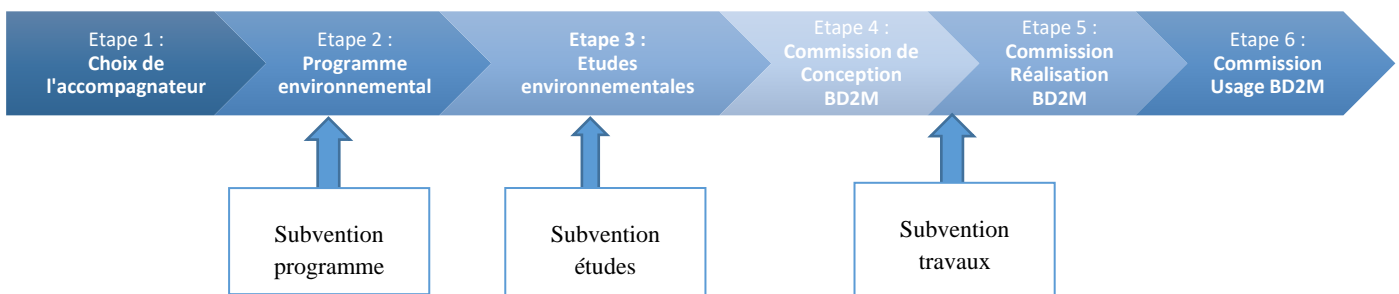 Etape 1 :
Choix de
l'accompagnateur
Etape 2 :
Programme
environnemental
Etape 3 :
Etudes
environnementales
Etape 4 :
Commission de
Conception
BD2M
Etape 5 :
Commission
Réalisation
BD2M
Etape 6 :
Commission
Usage BD2M
Subvention
programme
Subvention
études
Subvention
travaux